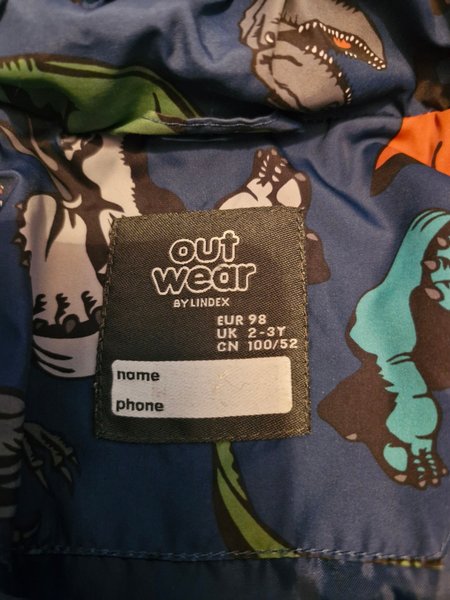 out
wear
BY LINDEX
EUR 98
UK 2-3Y
CN 100/52
name
phone